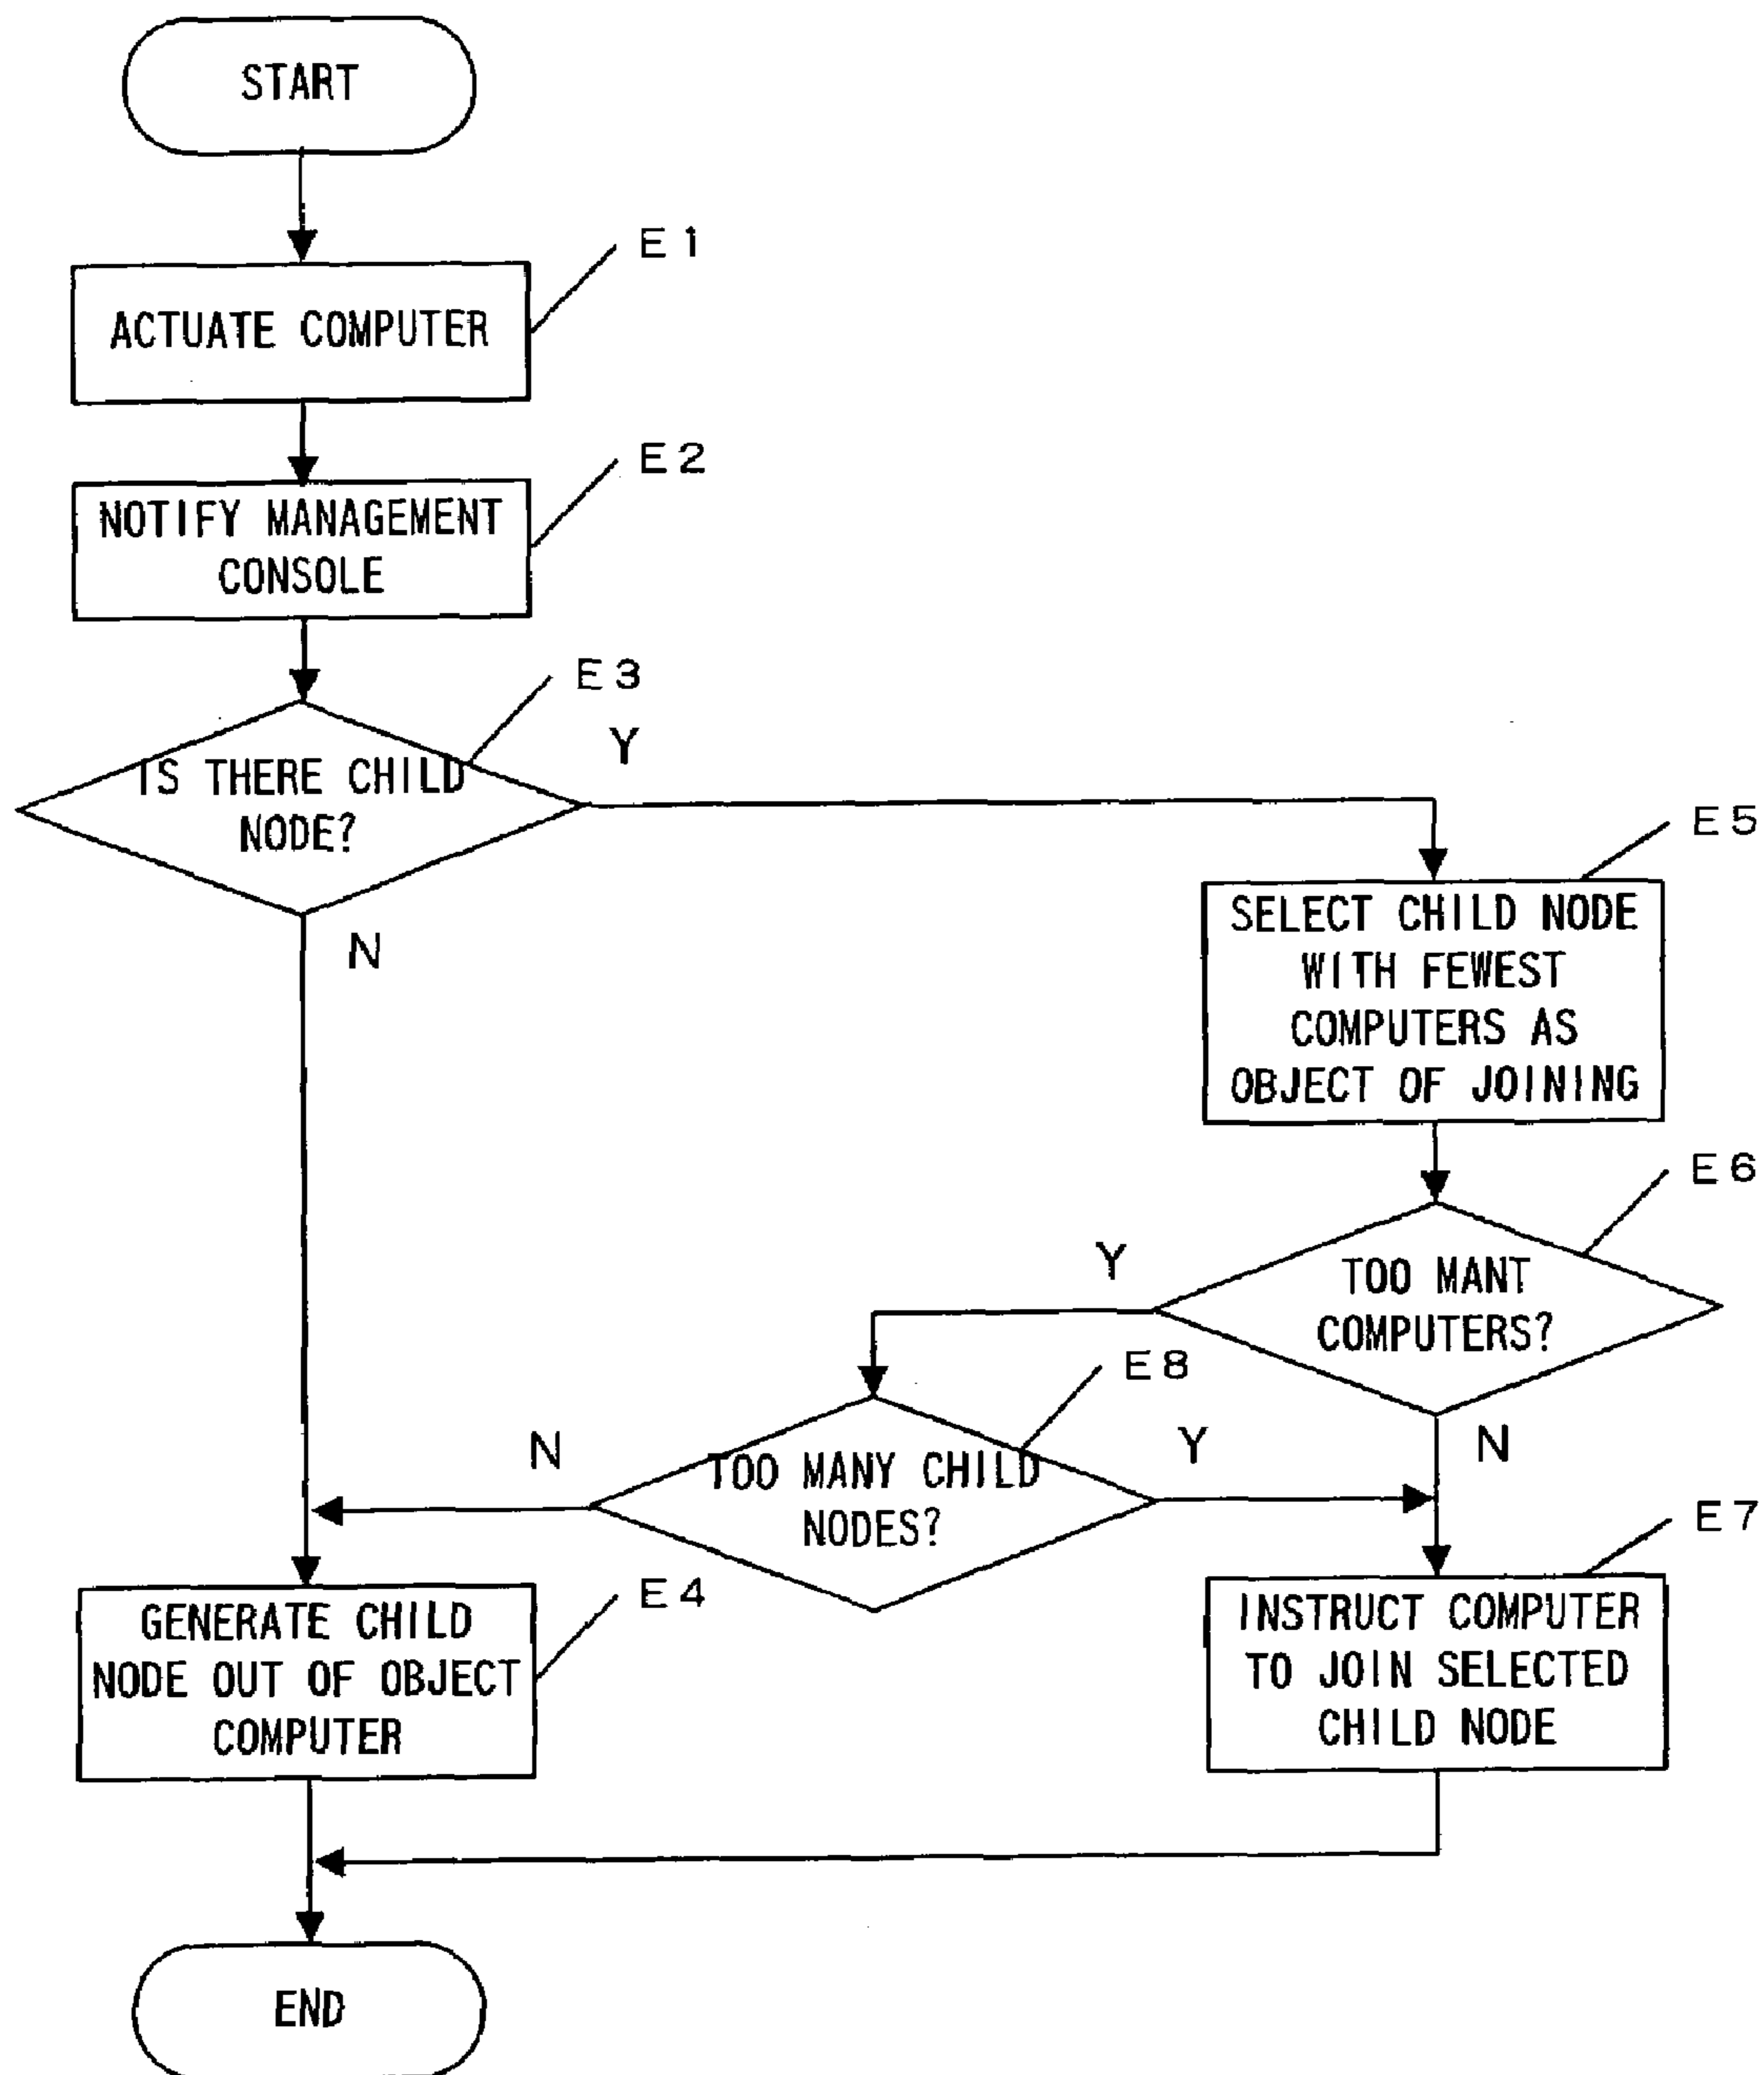 START
E1
ACTUATE COMPUTER
E2
NOTIFY MANAGEMENT
CONSOLE
E3
Y
IS THERE CHILD
NODE?
N
E5
SELECT CHILD NODE
WITH FEWEST
COMPUTERS AS
OBJECT OF JOINING
E6
Y
TOO MANT
COMPUTERS?
N
E8
N
Y
TOO MANY CHILD
NODES?
E7
INSTRUCT COMPUTER
TO JOIN SELECTED
CHILD NODE
E4
GENERATE CHILD
NODE OUT OF OBJECT
COMPUTER
END